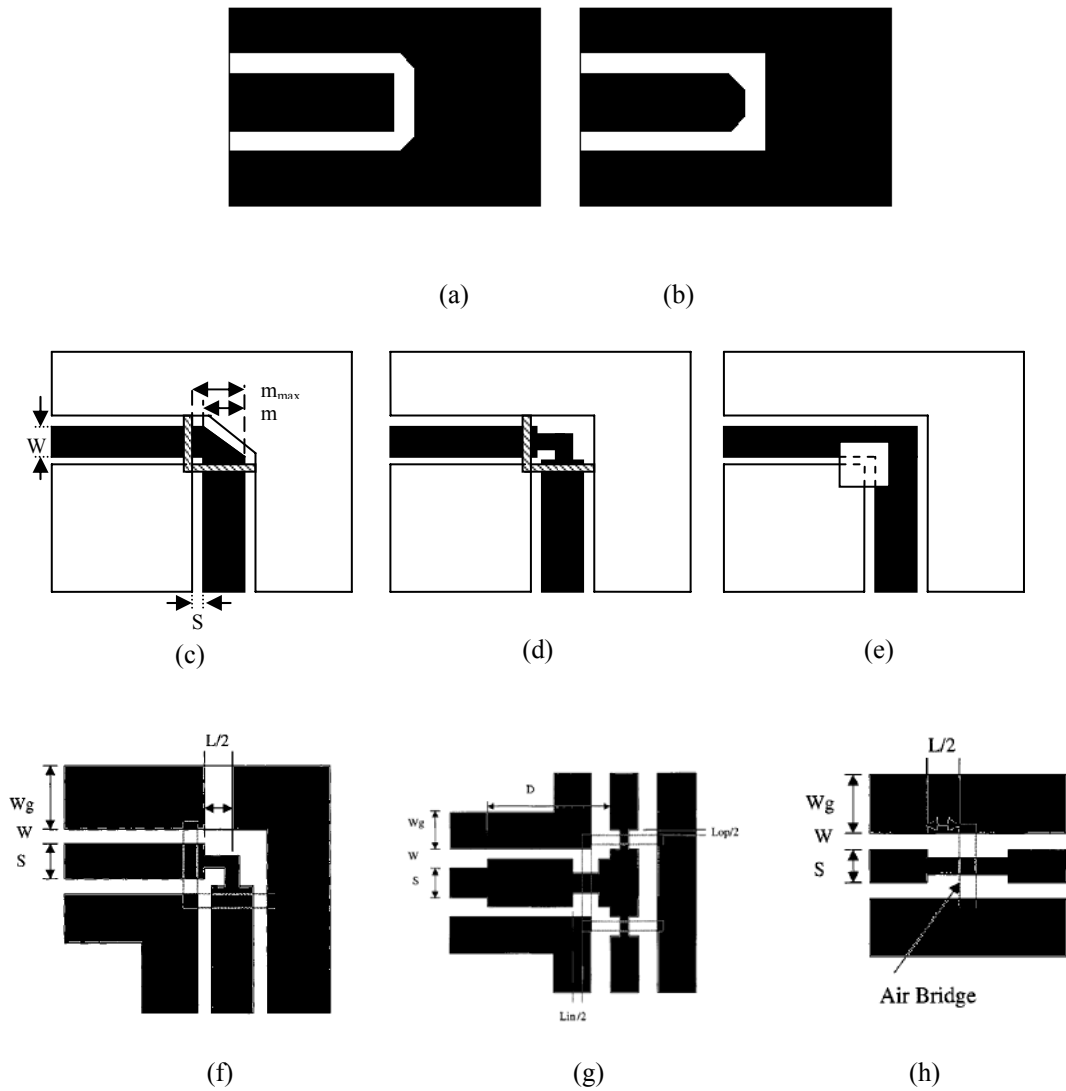 (a) (b)
m_max
m
W
S
(c) (d) (e)
L/2
Wg
W
S
D
Wg
W
S
Lop/2
Lin/2
L/2
Wg
W
S
Air Bridge
(f) (g) (h)